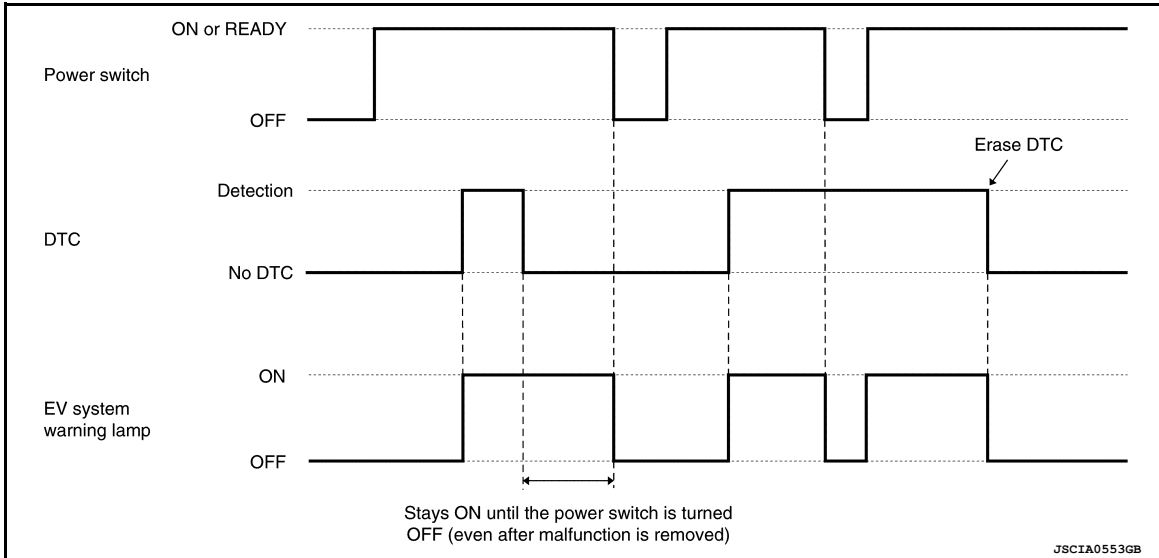 ON or READY
Power switch
OFF
Erase DTC
Detection
DTC
No DTC
ON
EV system
warning lamp
OFF
Stays ON until the power switch is turned
OFF (even after malfunction is removed)
JSCIA0553GB